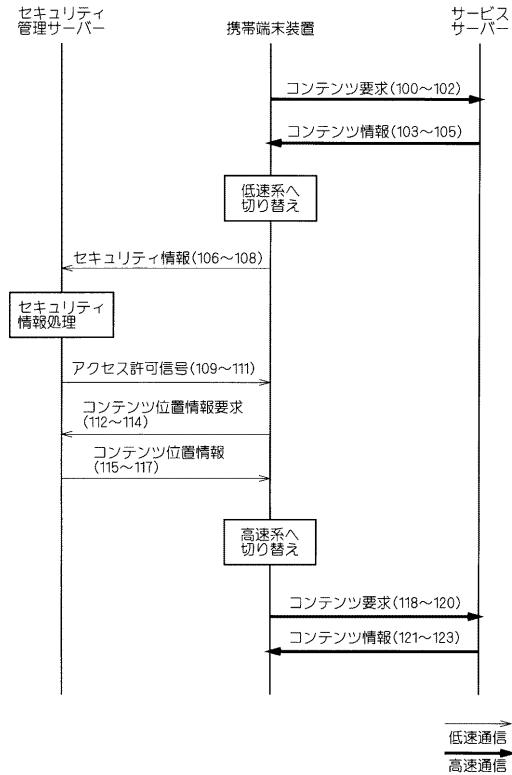 セキュリティ
管理サーバー
携帯端末装置
サービス
サーバー
コンテンツ要求(100～102)
コンテンツ情報(103～105)
低速系へ
切り替え
セキュリティ情報(106～108)
セキュリティ
情報処理
アクセス許可信号(109～111)
コンテンツ位置情報要求
(112～114)
コンテンツ位置情報
(115～117)
高速系へ
切り替え
コンテンツ要求(118～120)
コンテンツ情報(121～123)
低速通信
高速通信